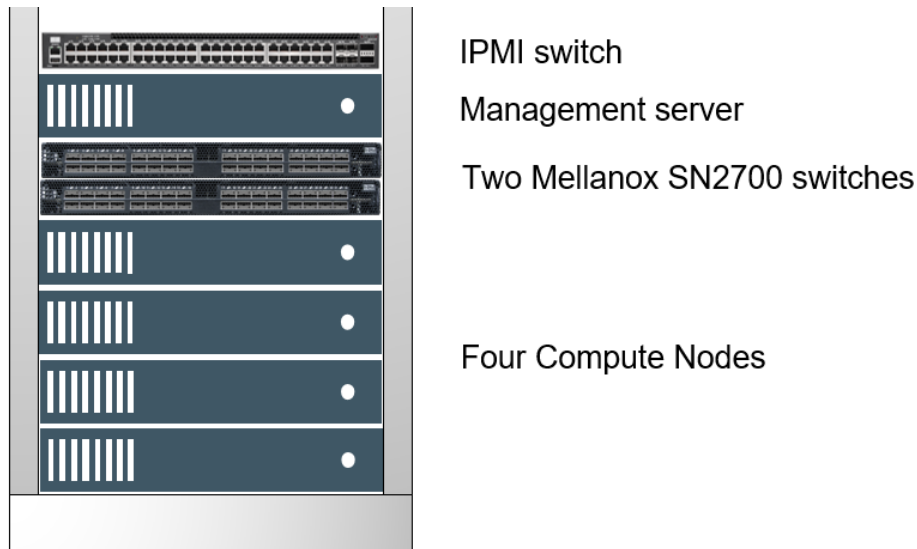 IPMI switch
Management server
Two Mellanox SN2700 switches
Four Compute Nodes